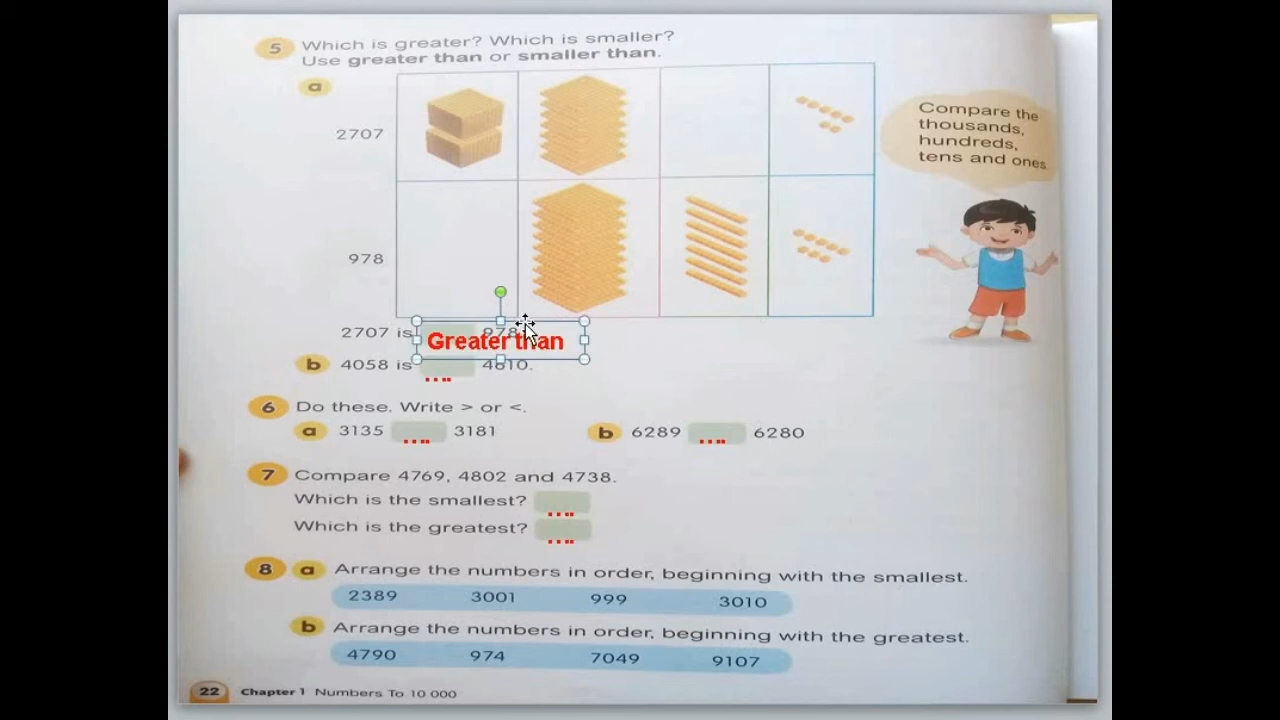 5 Which is greater? Which is smaller?
Use greater than or smaller than.
a
2707
Compare the
thousands,
hundreds,
tens and ones.
978
2707 is 978
Greater than
b 4058 is .... 4610.
6 Do these. Write > or <.
a 3135 .... 3181 b 6289 .... 6280
7 Compare 4769, 4802 and 4738.
Which is the smallest? ....
Which is the greatest? ....
8 a Arrange the numbers in order, beginning with the smallest.
2389 3001 999 3010
b Arrange the numbers in order, beginning with the greatest.
4790 974 7049 9107
22 Chapter 1 Numbers To 10 000